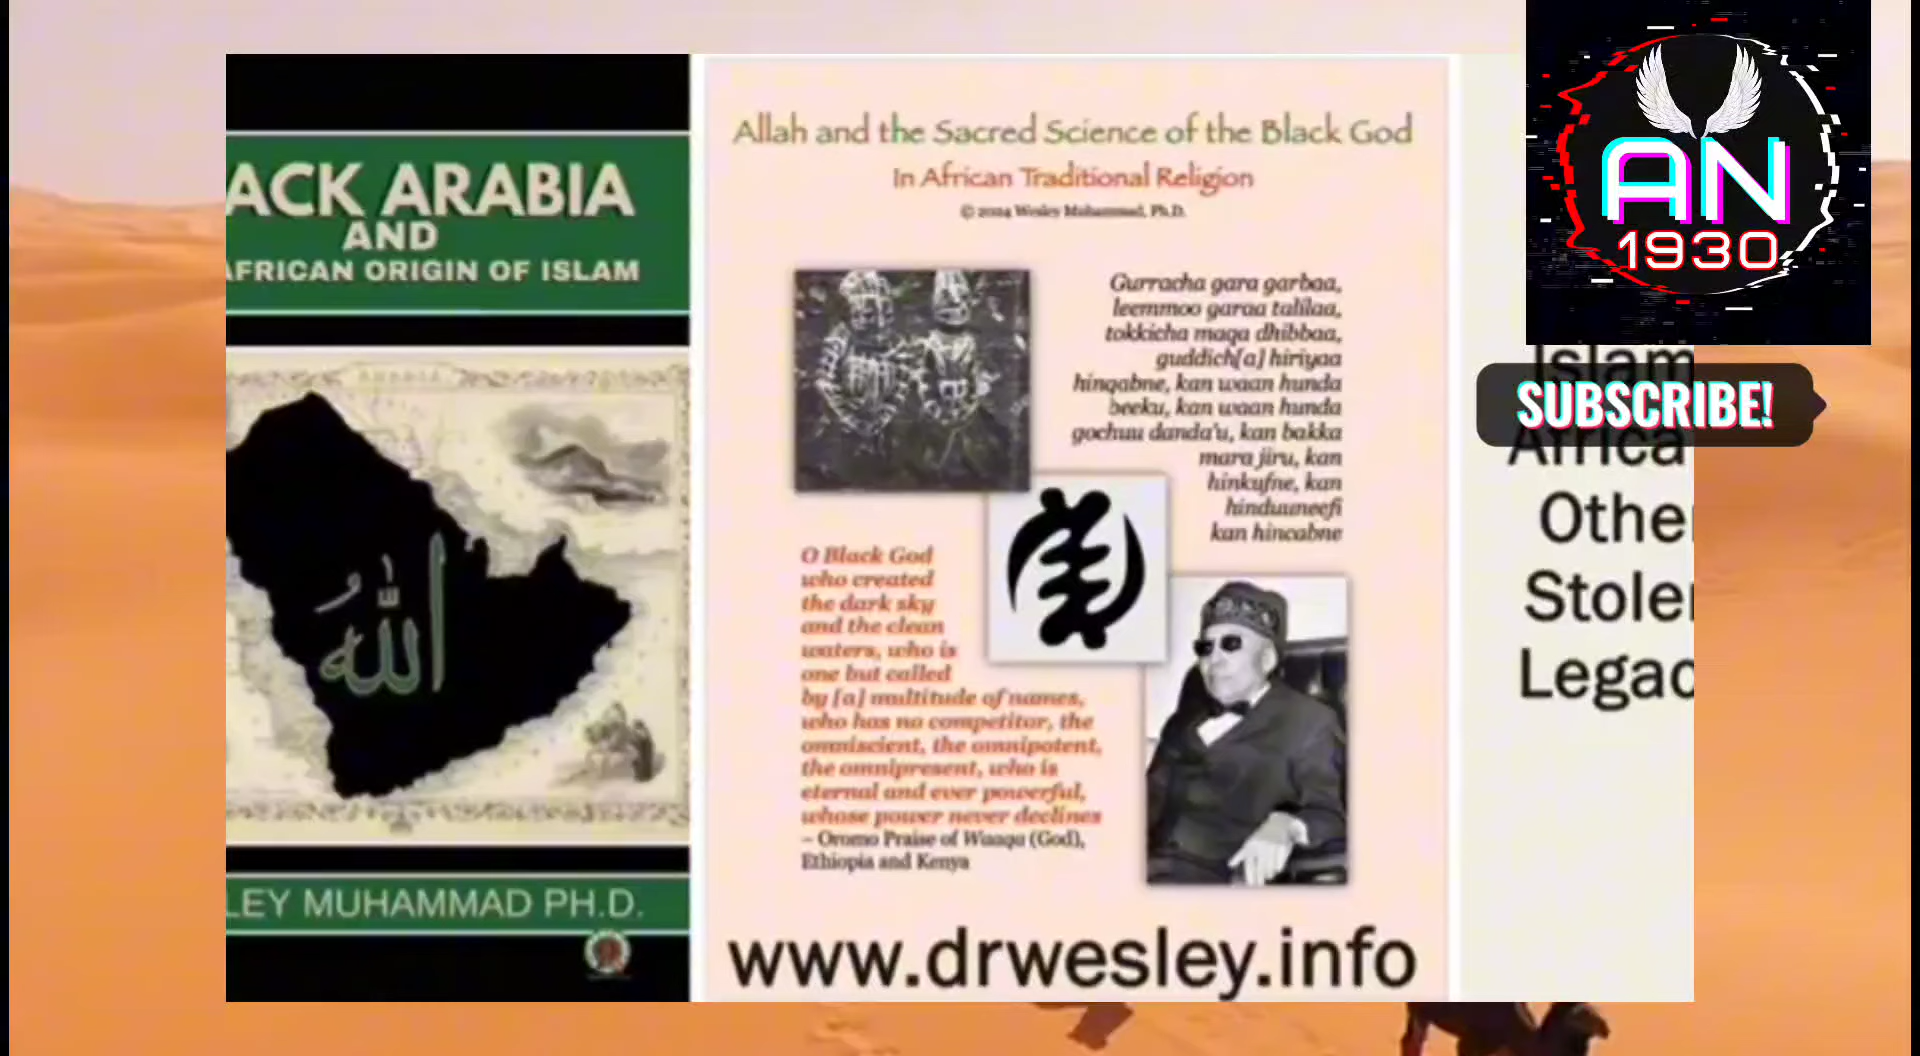 ACK ARABIA
AND
AFRICAN ORIGIN OF ISLAM
ARABIA
الله
LEY MUHAMMAD PH.D.
Allah and the Sacred Science of the Black God
In African Traditional Religion
© 2024 Wesley Muhammad, Ph.D.
Gurracha gara garbaa,
leemmoo garaa talilaa,
tokkicha maqa dhibbaa,
guddich[a] hiriyaa
hinqabne, kan waan hunda
beeku, kan waan hunda
gochuu danda'u, kan bakka
mara jiru, kan
hinkufne, kan
hinduuneefi
kan hincabne
O Black God
who created
the dark sky
and the clean
waters, who is
one but called
by [a] multitude of names,
who has no competitor, the
omniscient, the omnipotent,
the omnipresent, who is
eternal and ever powerful,
whose power never declines
– Oromo Praise of Waaqa (God),
Ethiopia and Kenya
www.drwesley.info
AN
1930
SUBSCRIBE!
Islam
Africa
Other
Stolen
Legac